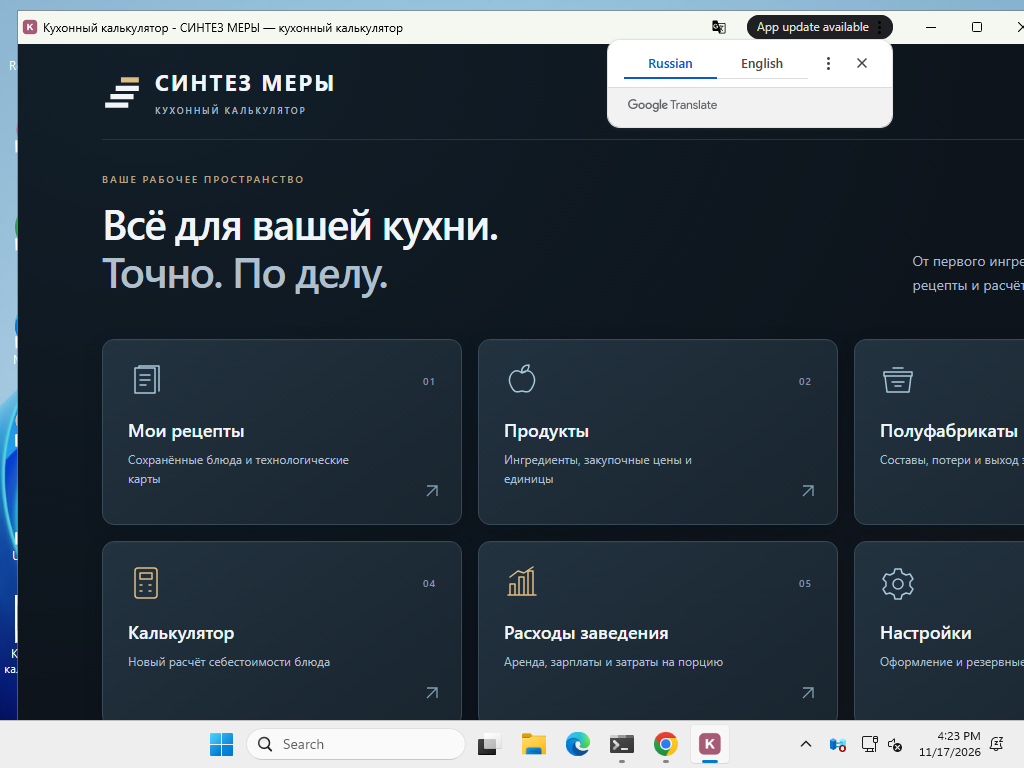 Кухонный калькулятор - СИНТЕЗ МЕРЫ — кухонный калькулятор
App update available
Russian
English
Google Translate
СИНТЕЗ МЕРЫ
КУХОННЫЙ КАЛЬКУЛЯТОР
ВАШЕ РАБОЧЕЕ ПРОСТРАНСТВО
Всё для вашей кухни.
Точно. По делу.
От первого
рецепты и
01
Мои рецепты
Сохранённые блюда и технологические
карты
02
Продукты
Ингредиенты, закупочные цены и
единицы
Полуфабрикаты
Составы, потери и выход
04
Калькулятор
Новый расчёт себестоимости блюда
05
Расходы заведения
Аренда, зарплаты и затраты на порцию
Настройки
Оформление и резервные
Search
4:23 PM
11/17/2026